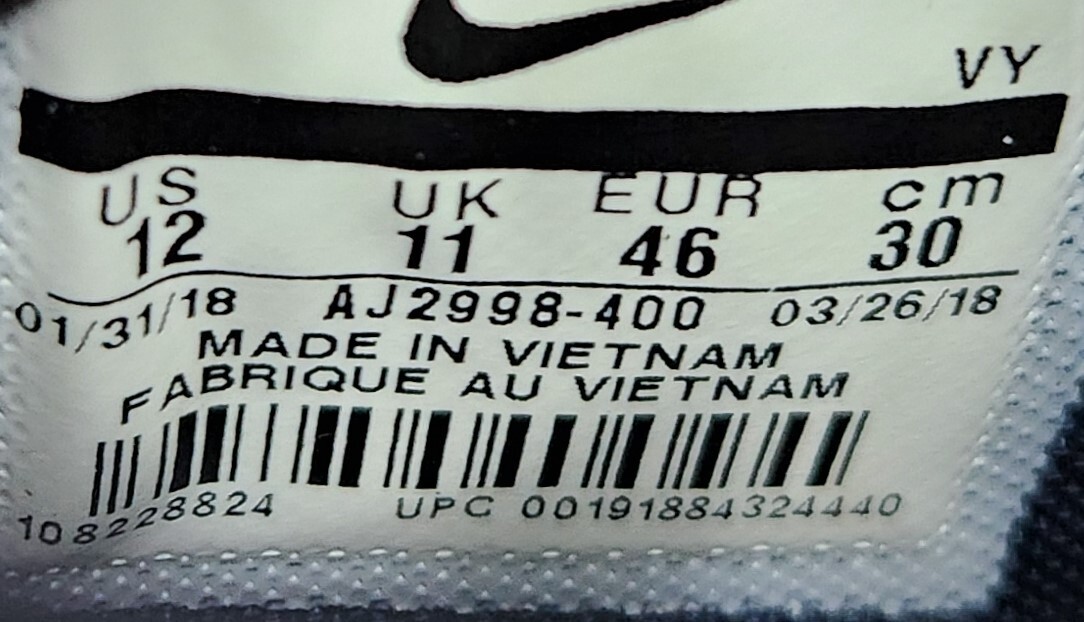 VY
US UK EUR cm
12 11 46 30
01/31/18 AJ2998-400 03/26/18
MADE IN VIETNAM
FABRIQUE AU VIETNAM
108228824 UPC 00191884324440